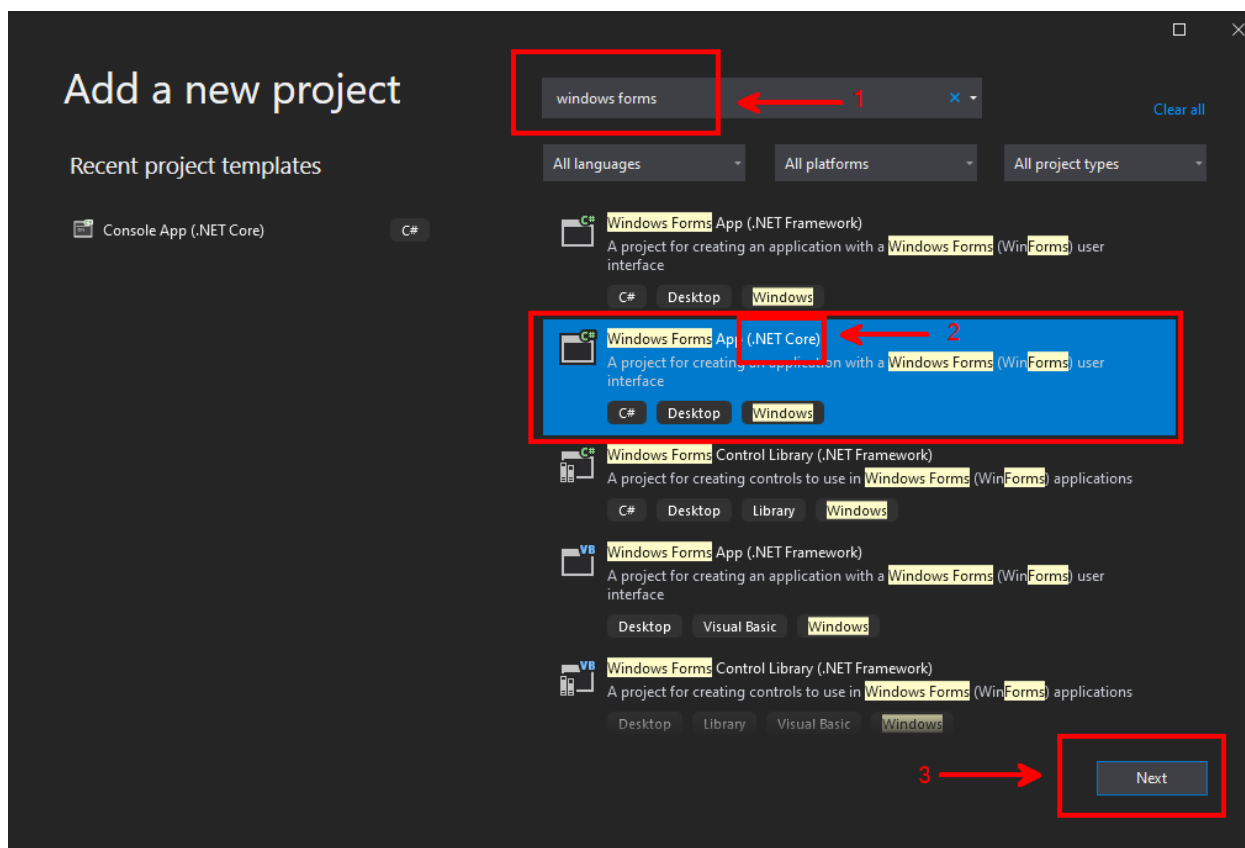 Add a new project
windows forms
1
Clear all
Recent project templates
All languages
All platforms
All project types
Console App (.NET Core)
C#
C#
Windows Forms App (.NET Framework)
A project for creating an application with a Windows Forms (WinForms) user
interface
C# Desktop Windows
C#
Windows Forms App (.NET Core)
2
A project for creating an application with a Windows Forms (WinForms) user
interface
C# Desktop Windows
C#
Windows Forms Control Library (.NET Framework)
A project for creating controls to use in Windows Forms (WinForms) applications
C# Desktop Library Windows
VB
Windows Forms App (.NET Framework)
A project for creating an application with a Windows Forms (WinForms) user
interface
Desktop Visual Basic Windows
VB
Windows Forms Control Library (.NET Framework)
A project for creating controls to use in Windows Forms (WinForms) applications
Desktop Library Visual Basic Windows
3
Next